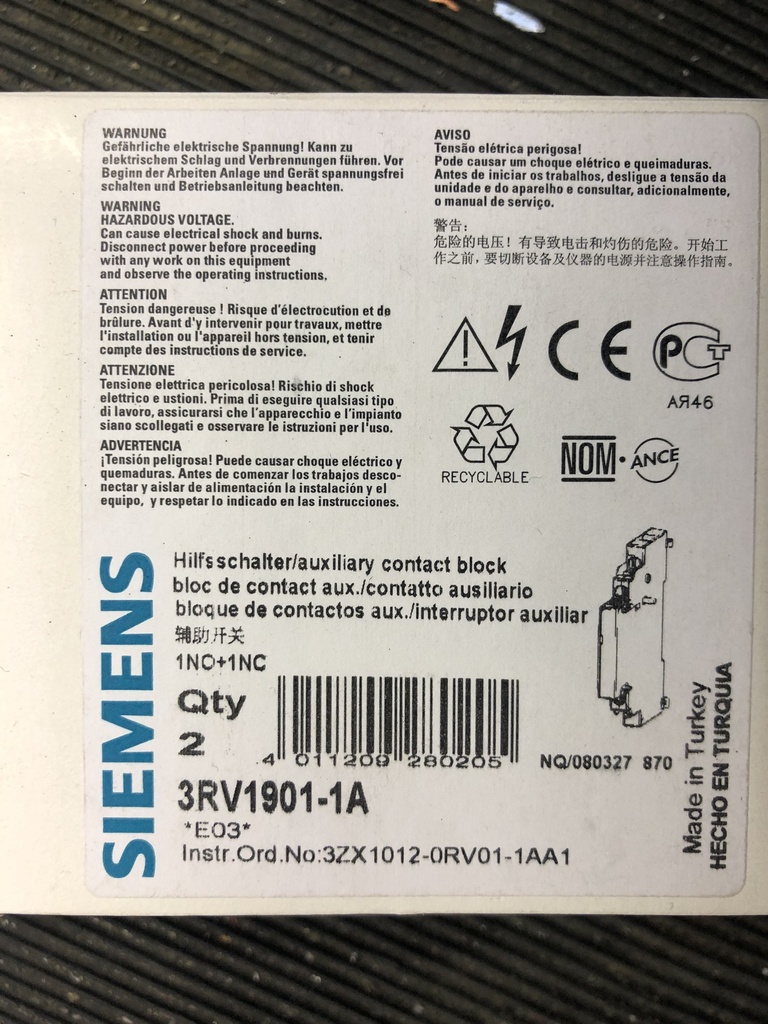 WARNUNG
Gefährliche elektrische Spannung! Kann zu
elektrischem Schlag und Verbrennungen führen. Vor
Beginn der Arbeiten Anlage und Gerät spannungsfrei
schalten und Betriebsanleitung beachten.
WARNING
HAZARDOUS VOLTAGE.
Can cause electrical shock and burns.
Disconnect power before proceeding
with any work on this equipment
and observe the operating instructions.
ATTENTION
Tension dangereuse ! Risque d'électrocution et de
brûlure. Avant d'y intervenir pour travaux, mettre
l'installation ou l'appareil hors tension, et tenir
compte des instructions de service.
ATTENZIONE
Tensione elettrica pericolosa! Rischio di shock
elettrico e ustioni. Prima di eseguire qualsiasi tipo
di lavoro, assicurarsi che l'apparecchio e l'impianto
siano scollegati e osservare le istruzioni per l'uso.
ADVERTENCIA
¡Tensión peligrosa! Puede causar choque eléctrico y
quemaduras. Antes de comenzar los trabajos desco-
nectar y aislar de alimentación la instalación y el
equipo, y respetar lo indicado en las instrucciones.
AVISO
Tensão elétrica perigosa!
Pode causar um choque elétrico e queimaduras.
Antes de iniciar os trabalhos, desligue a tensão da
unidade e do aparelho e consultar, adicionalmente,
o manual de serviço.
警告:
危险的电压! 有导致电击和灼伤的危险。开始工
作之前, 要切断设备及仪器的电源并注意操作指南。
CE
PCT
АЯ46
RECYCLABLE
NOM · ANCE
SIEMENS
Hilfsschalter/auxiliary contact block
bloc de contact aux./contatto ausiliario
bloque de contactos aux./interruptor auxiliar
辅助开关
1NO+1NC
Qty
2
4 011209 280205
NQ/080327 870
3RV1901-1A
*E03*
Instr.Ord.No:3ZX1012-0RV01-1AA1
Made in Turkey
HECHO EN TURQUIA